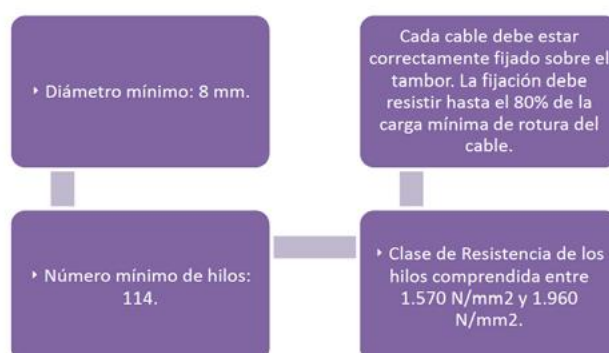 ‣ Diámetro mínimo: 8 mm.
‣ Número mínimo de hilos:
114.
‣ Clase de Resistencia de los
hilos comprendida entre
1.570 N/mm2 y 1.960
N/mm2.
Cada cable debe estar
correctamente fijado sobre el
tambor. La fijación debe
resistir hasta el 80% de la
carga mínima de rotura del
cable.